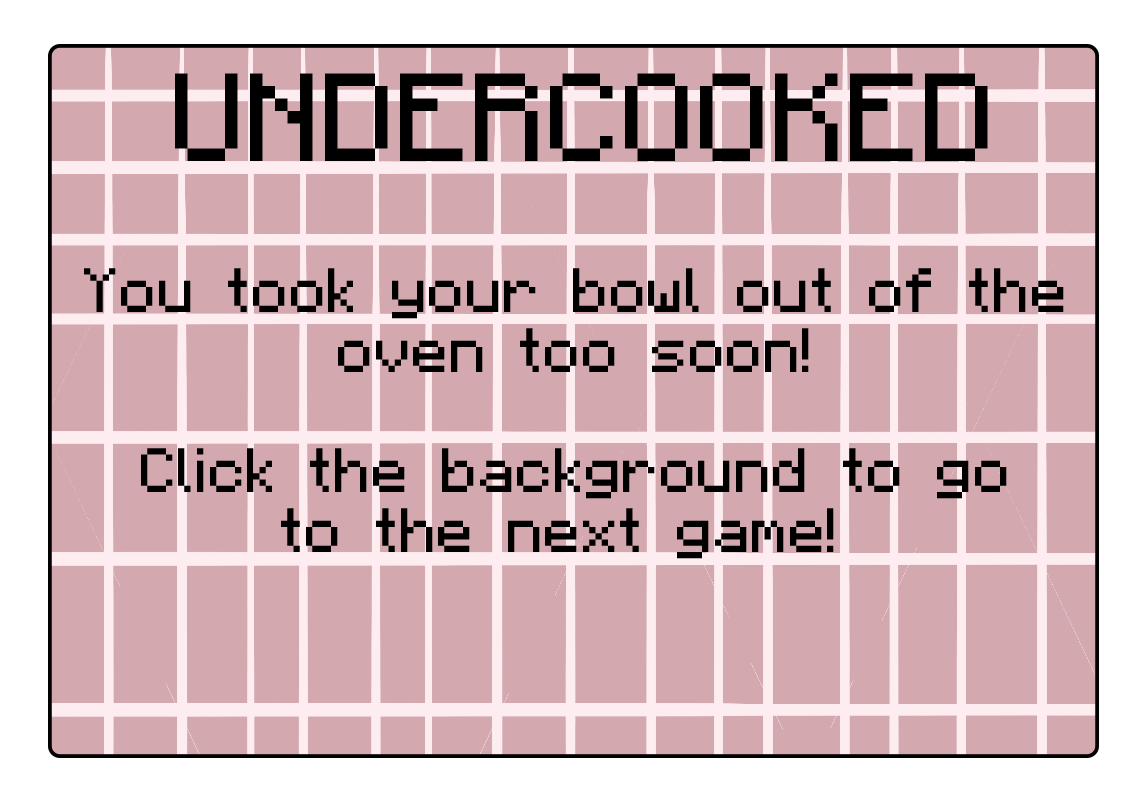 UNDERCOOKED
You took your bowl out of the
oven too soon!
Click the background to go
to the next game!